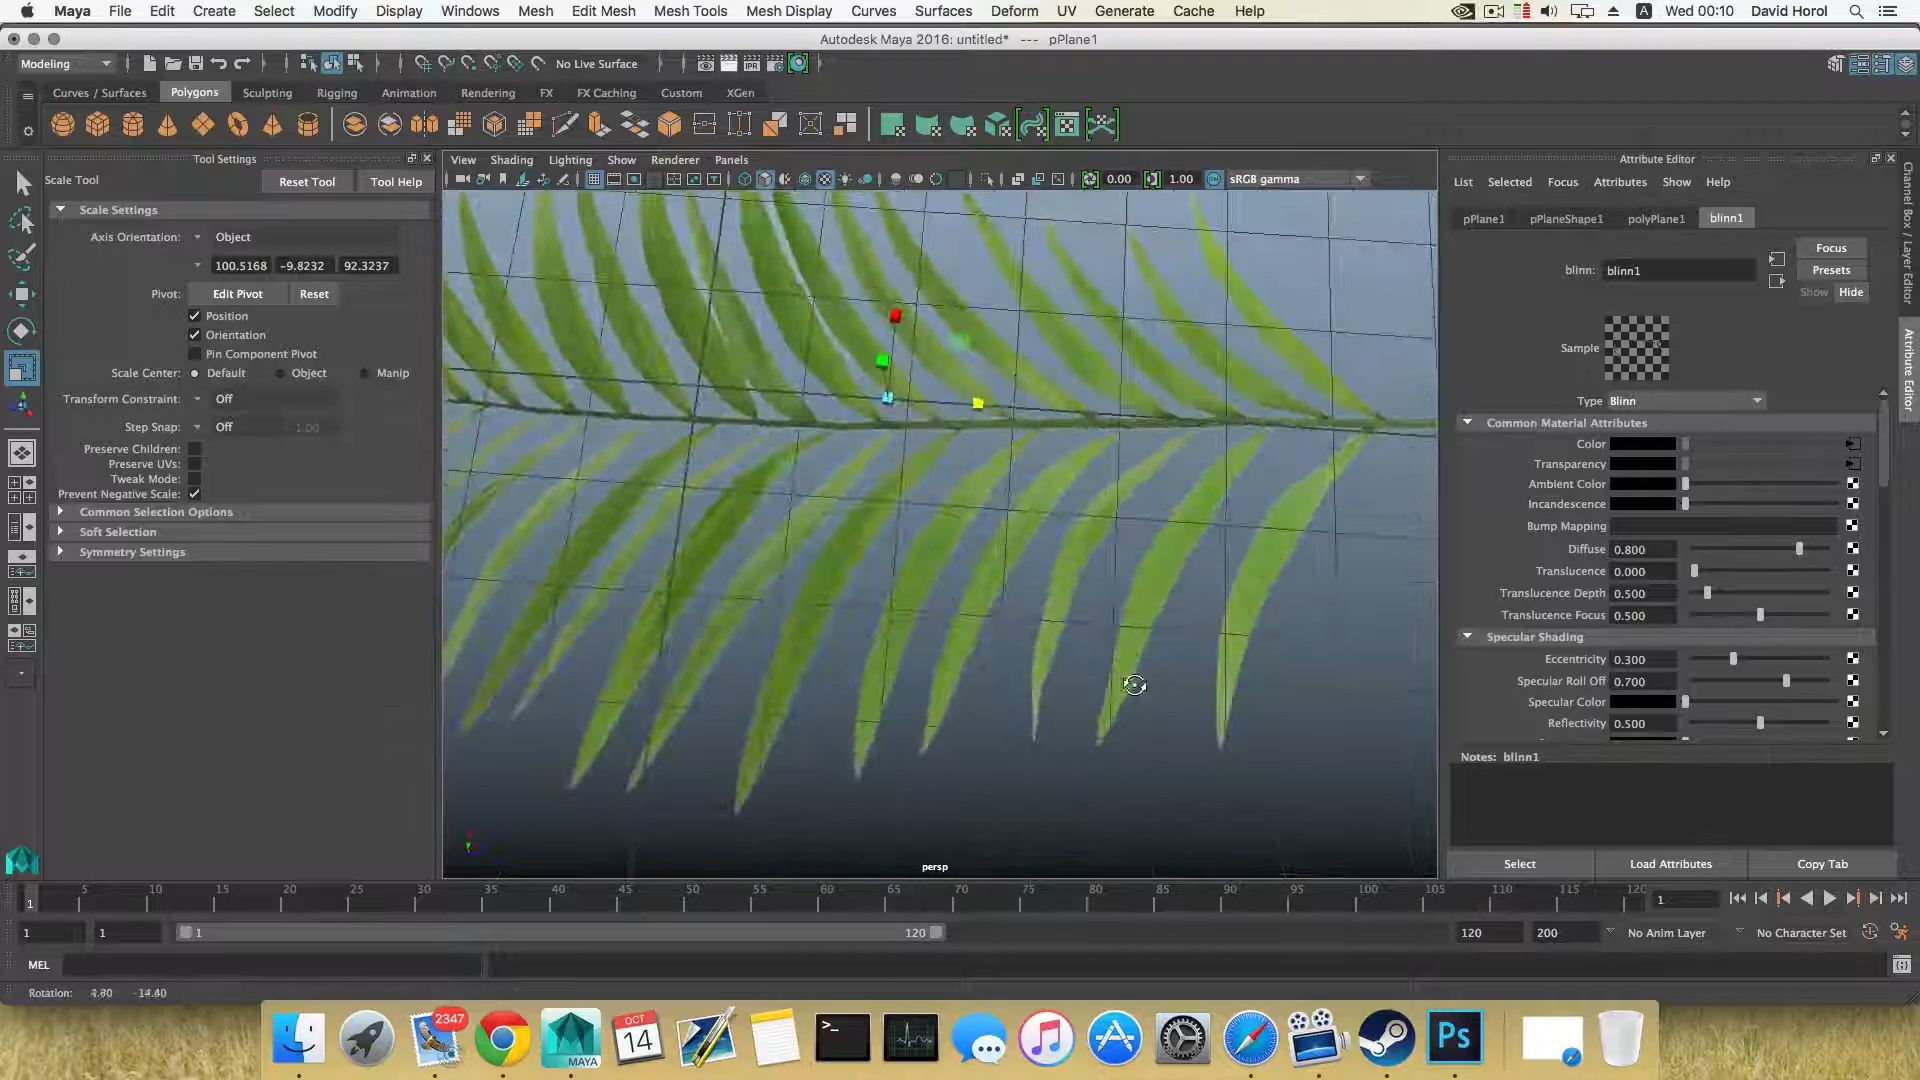 Maya File Edit Create Select Modify Display Windows Mesh Edit Mesh Mesh Tools Mesh Display Curves Surfaces Deform UV Generate Cache Help A Wed 00:10 David Horol
Autodesk Maya 2016: untitled* --- pPlane1
Modeling No Live Surface
Curves / Surfaces Polygons Sculpting Rigging Animation Rendering FX FX Caching Custom XGen
Tool Settings
Scale Tool Reset Tool Tool Help
Scale Settings
Axis Orientation: Object
100.5168 -9.8232 92.3237
Pivot: Edit Pivot Reset
Position
Orientation
Pin Component Pivot
Scale Center: Default Object Manip
Transform Constraint: Off
Step Snap: Off 1.00
Preserve Children:
Preserve UVs:
Tweak Mode:
Prevent Negative Scale:
Common Selection Options
Soft Selection
Symmetry Settings
View Shading Lighting Show Renderer Panels
0.00 1.00 sRGB gamma
persp
Attribute Editor
List Selected Focus Attributes Show Help
pPlane1 pPlaneShape1 polyPlane1 blinn1
blinn: blinn1
Focus
Presets
Show Hide
Sample
Type Blinn
Common Material Attributes
Color
Transparency
Ambient Color
Incandescence
Bump Mapping
Diffuse 0.800
Translucence 0.000
Translucence Depth 0.500
Translucence Focus 0.500
Specular Shading
Eccentricity 0.300
Specular Roll Off 0.700
Specular Color
Reflectivity 0.500
Notes: blinn1
Select Load Attributes Copy Tab
Channel Box / Layer Editor
Attribute Editor
1 5 10 15 20 25 30 35 40 45 50 55 60 65 70 75 80 85 90 95 100 105 110 115 120 1
1 1 1 120 120 200 No Anim Layer No Character Set
MEL
Rotation: -14.40
2347
MAYA
OCT
14
Ps